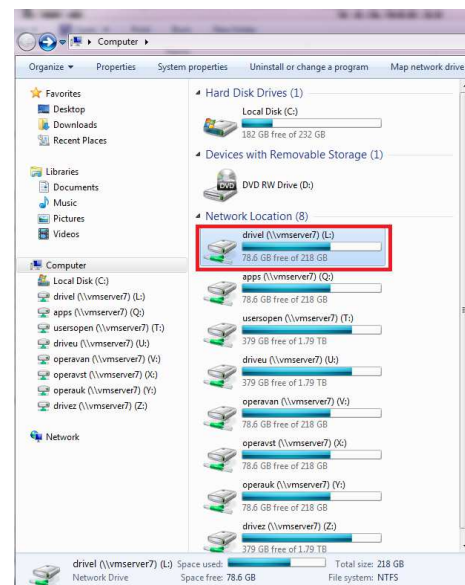 Computer
Organize
Properties
System properties
Uninstall or change a program
Map network drive
Favorites
Desktop
Downloads
Recent Places
Libraries
Documents
Music
Pictures
Videos
Computer
Local Disk (C:)
drivel (\\vmserver7) (L:)
apps (\\vmserver7) (Q:)
usersopen (\\vmserver7) (T:)
driveu (\\vmserver7) (U:)
operavan (\\vmserver7) (V:)
operavst (\\vmserver7) (X:)
operauk (\\vmserver7) (Y:)
drivez (\\vmserver7) (Z:)
Network
Hard Disk Drives (1)
Local Disk (C:)
182 GB free of 232 GB
Devices with Removable Storage (1)
DVD
DVD RW Drive (D:)
Network Location (8)
drivel (\\vmserver7) (L:)
78.6 GB free of 218 GB
apps (\\vmserver7) (Q:)
78.6 GB free of 218 GB
usersopen (\\vmserver7) (T:)
379 GB free of 1.79 TB
driveu (\\vmserver7) (U:)
379 GB free of 1.79 TB
operavan (\\vmserver7) (V:)
78.6 GB free of 218 GB
operavst (\\vmserver7) (X:)
78.6 GB free of 218 GB
operauk (\\vmserver7) (Y:)
78.6 GB free of 218 GB
drivez (\\vmserver7) (Z:)
379 GB free of 1.79 TB
drivel (\\vmserver7) (L:) Space used: Total size: 218 GB
Network Drive Space free: 78.6 GB File system: NTFS